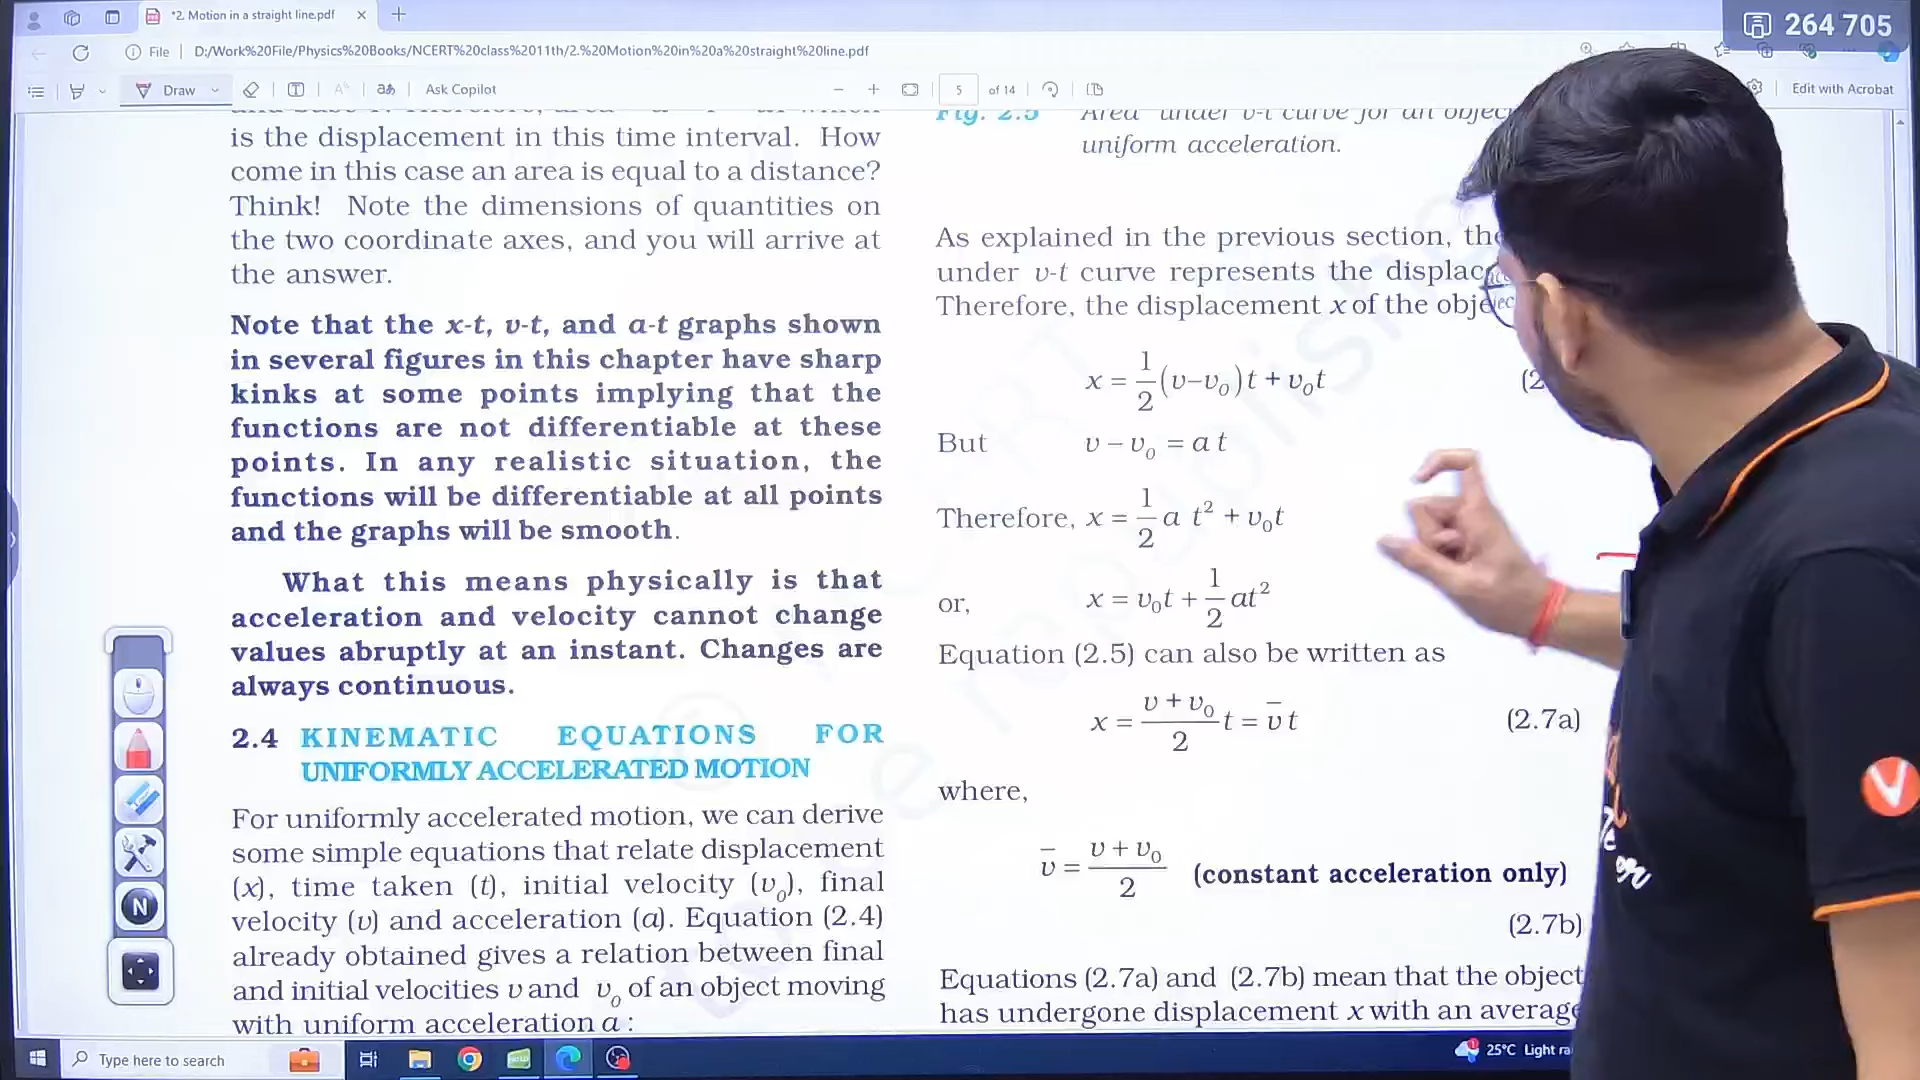 *2. Motion in a straight line.pdf
264 705
File
D:/Work%20File/Physics%20Books/NCERT%20class%2011th/2.%20Motion%20in%20a%20straight%20line.pdf
Draw
Ask Copilot
5 of 14
Edit with Acrobat
is the displacement in this time interval. How
come in this case an area is equal to a distance?
Think! Note the dimensions of quantities on
the two coordinate axes, and you will arrive at
the answer.
Note that the x-t, v-t, and a-t graphs shown
in several figures in this chapter have sharp
kinks at some points implying that the
functions are not differentiable at these
points. In any realistic situation, the
functions will be differentiable at all points
and the graphs will be smooth.
What this means physically is that
acceleration and velocity cannot change
values abruptly at an instant. Changes are
always continuous.
2.4 KINEMATIC EQUATIONS FOR
UNIFORMLY ACCELERATED MOTION
For uniformly accelerated motion, we can derive
some simple equations that relate displacement
(x), time taken (t), initial velocity (v₀), final
velocity (v) and acceleration (a). Equation (2.4)
already obtained gives a relation between final
and initial velocities v and v₀ of an object moving
with uniform acceleration a :
Fig. 2.5 Area under v-t curve for an object
uniform acceleration.
As explained in the previous section, the
under v-t curve represents the
Therefore, the displacement x of the object
x = 1/2 (v–v₀) t + v₀t
But v – v₀ = a t
Therefore, x = 1/2 a t² + v₀t
or, x = v₀t + 1/2 at²
Equation (2.5) can also be written as
x = (v + v₀)/2 t = v̄ t (2.7a)
where,
v̄ = (v + v₀)/2 (constant acceleration only)
(2.7b)
Equations (2.7a) and (2.7b) mean that the object
has undergone displacement x with an average
N
V
Type here to search
25°C Light